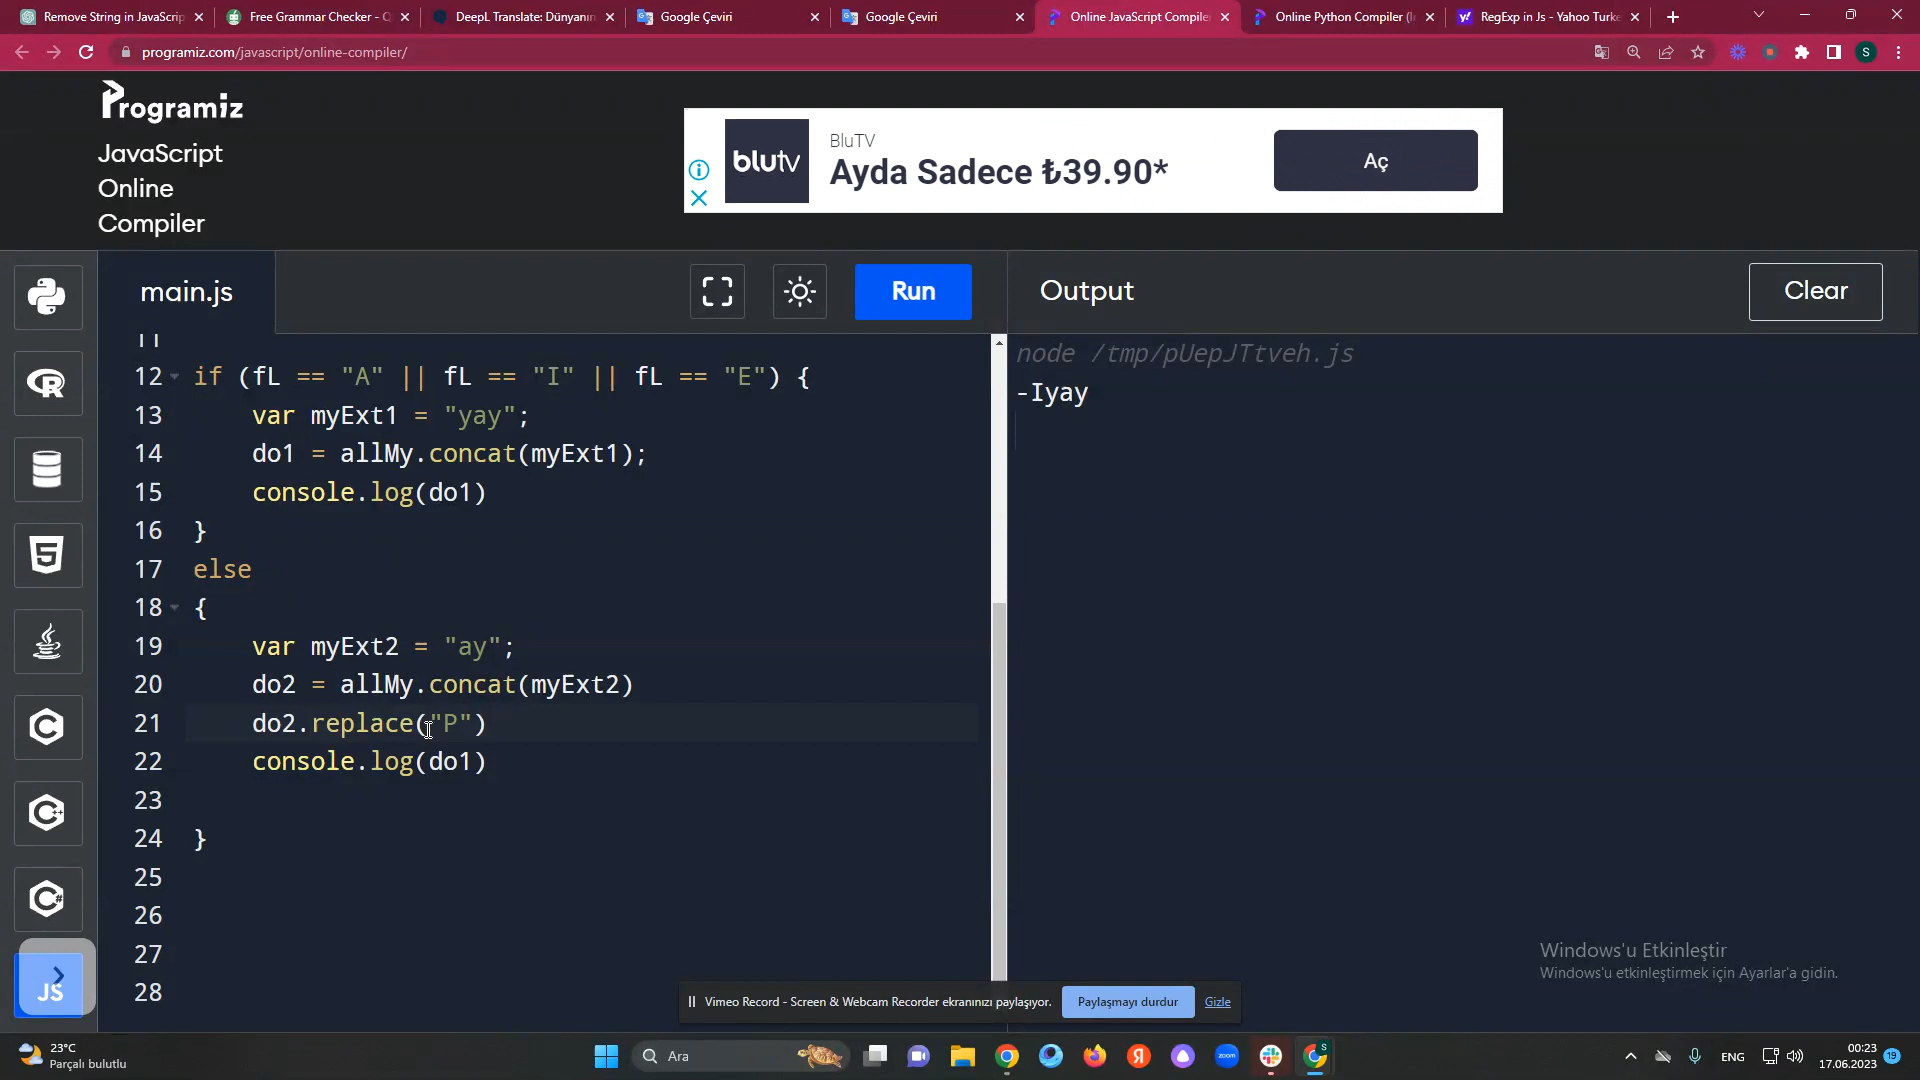 Remove String in JavaScrip
Free Grammar Checker - Q
DeepL Translate: Dünyanın
Google Çeviri
Google Çeviri
Online JavaScript Compiler
Online Python Compiler (I
RegExp in Js - Yahoo Turke
programiz.com/javascript/online-compiler/
S
Programiz
JavaScript
Online
Compiler
blutv
BluTV
Ayda Sadece ₺39.90*
Aç
main.js
Run
Output
Clear
node /tmp/pUepJTtveh.js
-Iyay
11
12 if (fL == "A" || fL == "I" || fL == "E") {
13 var myExt1 = "yay";
14 do1 = allMy.concat(myExt1);
15 console.log(do1)
16 }
17 else
18 {
19 var myExt2 = "ay";
20 do2 = allMy.concat(myExt2)
21 do2.replace("P")
22 console.log(do1)
23
24 }
25
26
27
28
JS
Windows'u Etkinleştir
Windows'u etkinleştirmek için Ayarlar'a gidin.
Vimeo Record - Screen & Webcam Recorder ekranınızı paylaşıyor.
Paylaşmayı durdur
Gizle
23°C
Parçalı bulutlu
Ara
zoom
ENG
00:23
17.06.2023
19